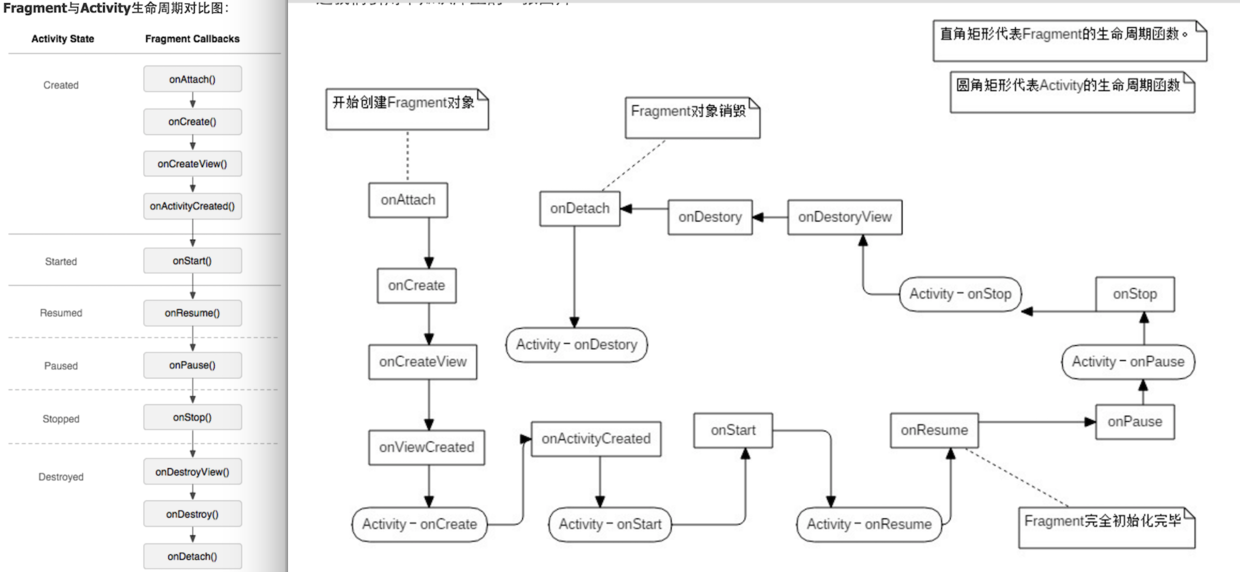 Fragment与Activity生命周期对比图：
Activity State
Fragment Callbacks
Created
onAttach()
onCreate()
onCreateView()
onActivityCreated()
Started
onStart()
Resumed
onResume()
Paused
onPause()
Stopped
onStop()
Destroyed
onDestroyView()
onDestroy()
onDetach()
直角矩形代表Fragment的生命周期函数。
圆角矩形代表Activity的生命周期函数
开始创建Fragment对象
Fragment对象销毁
onAttach
onCreate
onCreateView
onViewCreated
Activity－onCreate
onActivityCreated
Activity－onStart
onStart
Activity－onResume
onResume
Fragment完全初始化完毕
onPause
Activity－onPause
onStop
Activity－onStop
onDestoryView
onDestory
onDetach
Activity－onDestory